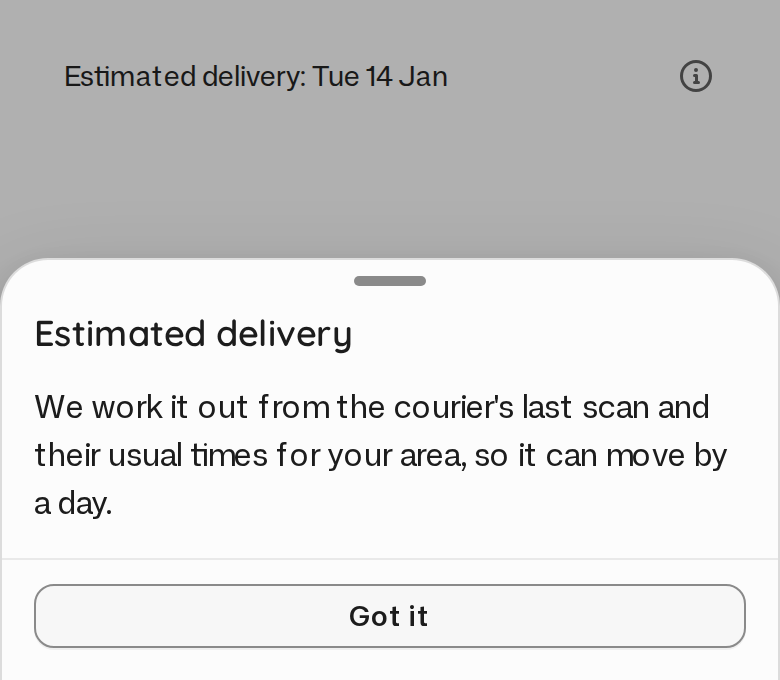 Estimated delivery: Tue 14 Jan
Estimated delivery
We work it out from the courier's last scan and
their usual times for your area, so it can move by
a day.
Got it